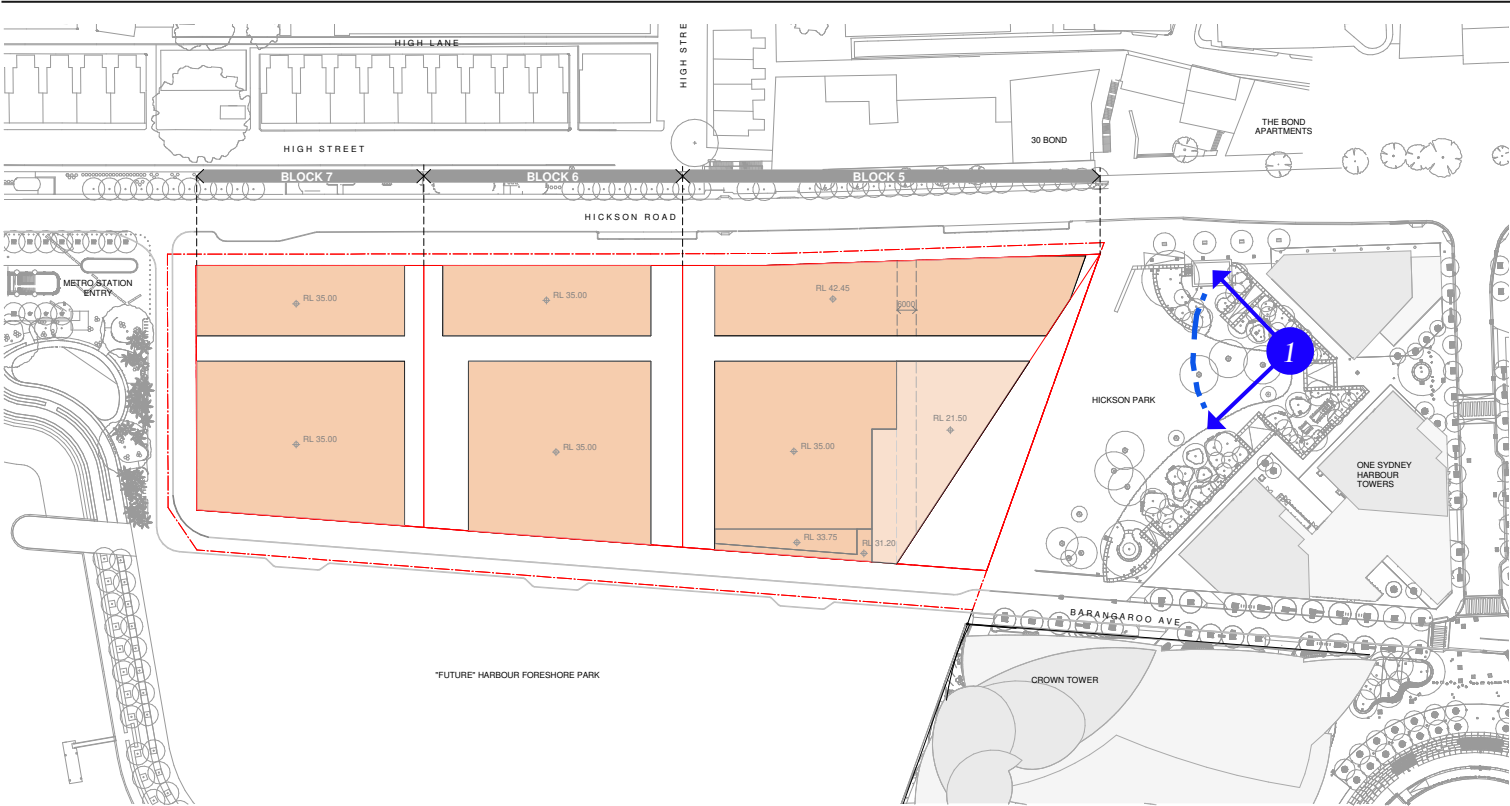 HIGH LANE
HIGH STRE
THE BOND
APARTMENTS
30 BOND
HIGH STREET
BLOCK 7
BLOCK 6
BLOCK 5
HICKSON ROAD
METRO STATION
ENTRY
RL 35.00
RL 35.00
RL 42.45
6000
HICKSON PARK
1
RL 35.00
RL 35.00
RL 35.00
RL 21.50
ONE SYDNEY
HARBOUR
TOWERS
RL 33.75
RL 31.20
BARANGAROO AVE
"FUTURE" HARBOUR FORESHORE PARK
CROWN TOWER